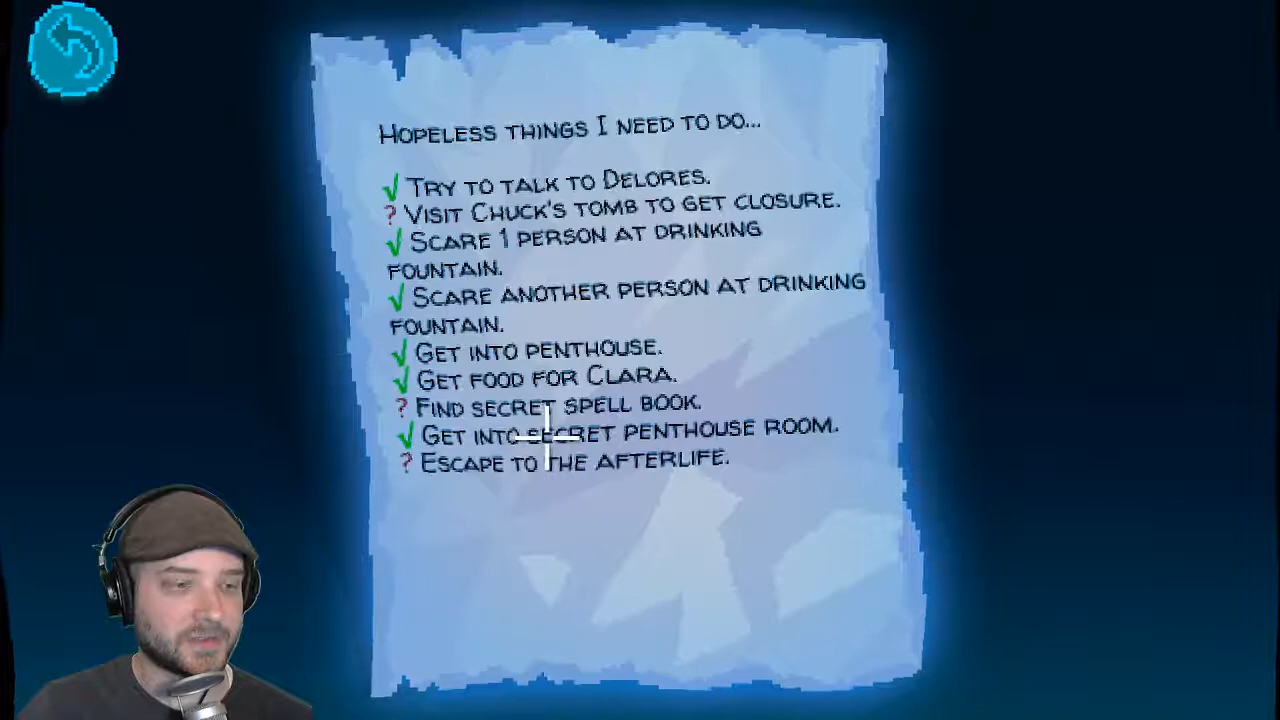 HOPELESS THINGS I NEED TO DO...
√ TRY TO TALK TO DELORES.
? VISIT CHUCK'S TOMB TO GET CLOSURE.
√ SCARE 1 PERSON AT DRINKING
FOUNTAIN.
√ SCARE ANOTHER PERSON AT DRINKING
FOUNTAIN.
√ GET INTO PENTHOUSE.
√ GET FOOD FOR CLARA.
? FIND SECRET SPELL BOOK.
√ GET INTO SECRET PENTHOUSE ROOM.
? ESCAPE TO THE AFTERLIFE.